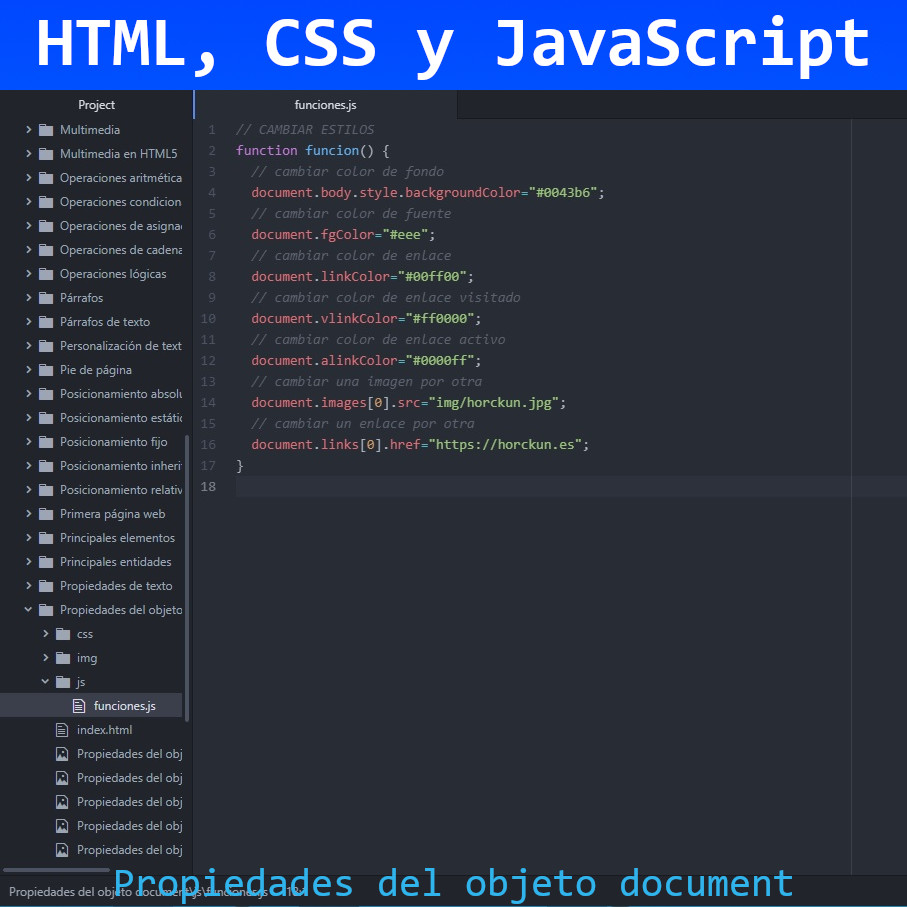 HTML, CSS y JavaScript
Project
Multimedia
Multimedia en HTML5
Operaciones aritmética
Operaciones condicion
Operaciones de asigna
Operaciones de cadena
Operaciones lógicas
Párrafos
Párrafos de texto
Personalización de text
Pie de página
Posicionamiento absolu
Posicionamiento estátic
Posicionamiento fijo
Posicionamiento inheri
Posicionamiento relativ
Primera página web
Principales elementos
Principales entidades
Propiedades de texto
Propiedades del objeto
css
img
js
funciones.js
index.html
Propiedades del obj
Propiedades del obj
Propiedades del obj
Propiedades del obj
Propiedades del obj
funciones.js
1 // CAMBIAR ESTILOS
2 function funcion() {
3 // cambiar color de fondo
4 document.body.style.backgroundColor="#0043b6";
5 // cambiar color de fuente
6 document.fgColor="#eee";
7 // cambiar color de enlace
8 document.linkColor="#00ff00";
9 // cambiar color de enlace visitado
10 document.vlinkColor="#ff0000";
11 // cambiar color de enlace activo
12 document.alinkColor="#0000ff";
13 // cambiar una imagen por otra
14 document.images[0].src="img/horckun.jpg";
15 // cambiar un enlace por otra
16 document.links[0].href="https://horckun.es";
17 }
18
Propiedades del objeto document\js\funciones.js
Propiedades del objeto document